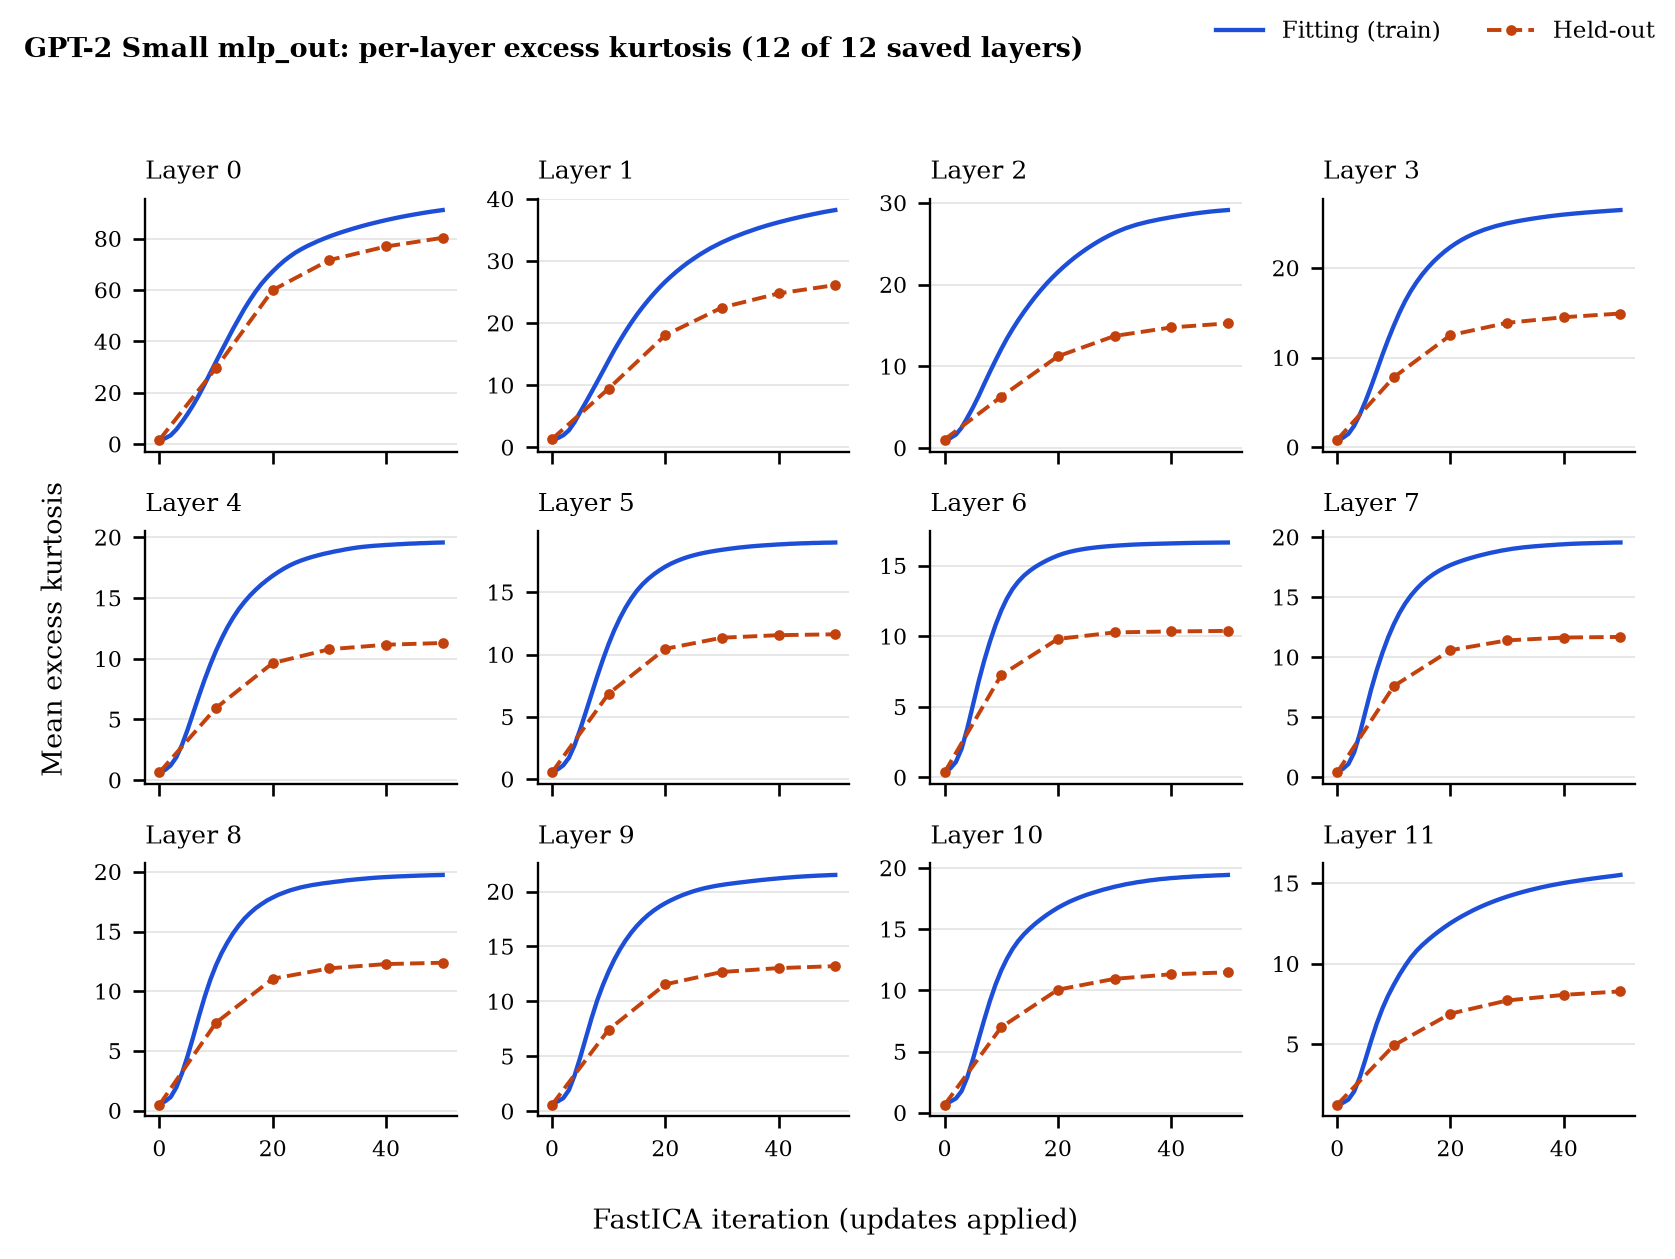 GPT-2 Small mlp_out: per-layer excess kurtosis (12 of 12 saved layers)
Fitting (train)
Held-out
Mean excess kurtosis
Layer 0
80
60
40
20
0
Layer 1
40
30
20
10
0
Layer 2
30
20
10
0
Layer 3
20
10
0
Layer 4
20
15
10
5
0
Layer 5
15
10
5
0
Layer 6
15
10
5
0
Layer 7
20
15
10
5
0
Layer 8
20
15
10
5
0
0 20 40
Layer 9
20
15
10
5
0
0 20 40
Layer 10
20
15
10
5
0
0 20 40
Layer 11
15
10
5
0 20 40
FastICA iteration (updates applied)